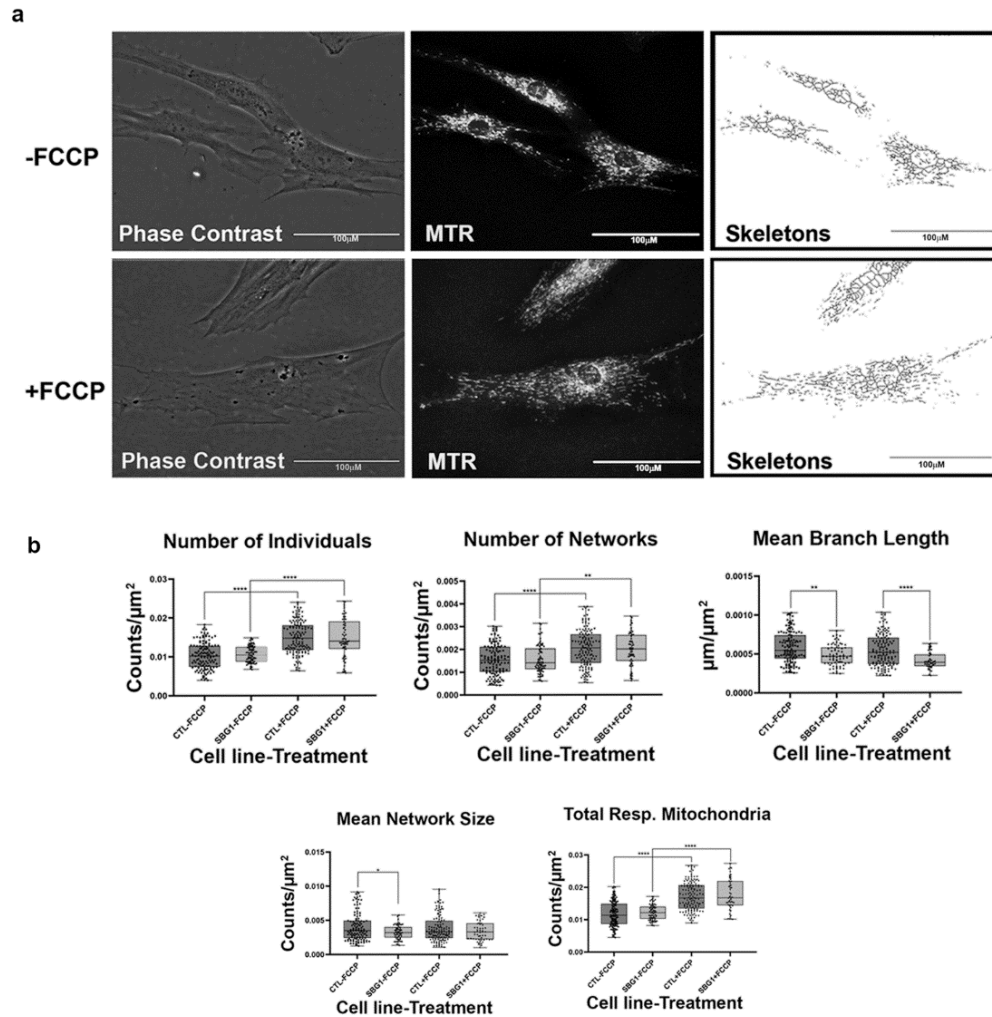 a
-FCCP
Phase Contrast
100µM
MTR
100µM
Skeletons
100µM
+FCCP
Phase Contrast
100µM
MTR
100µM
Skeletons
100µM
b
Number of Individuals
Counts/µm²
0.03
0.02
0.01
0.00
****
****
CTL-FCCP
SBG1-FCCP
CTL+FCCP
SBG1+FCCP
Cell line-Treatment
Number of Networks
Counts/µm²
0.005
0.004
0.003
0.002
0.001
0.000
****
**
CTL-FCCP
SBG1-FCCP
CTL+FCCP
SBG1+FCCP
Cell line-Treatment
Mean Branch Length
µm/µm²
0.0015
0.0010
0.0005
0.0000
**
****
CTL-FCCP
SBG1-FCCP
CTL+FCCP
SBG1+FCCP
Cell line-Treatment
Mean Network Size
Counts/µm²
0.015
0.010
0.005
0.000
*
CTL-FCCP
SBG1-FCCP
CTL+FCCP
SBG1+FCCP
Cell line-Treatment
Total Resp. Mitochondria
Counts/µm²
0.03
0.02
0.01
0.00
****
****
CTL-FCCP
SBG1-FCCP
CTL+FCCP
SBG1+FCCP
Cell line-Treatment